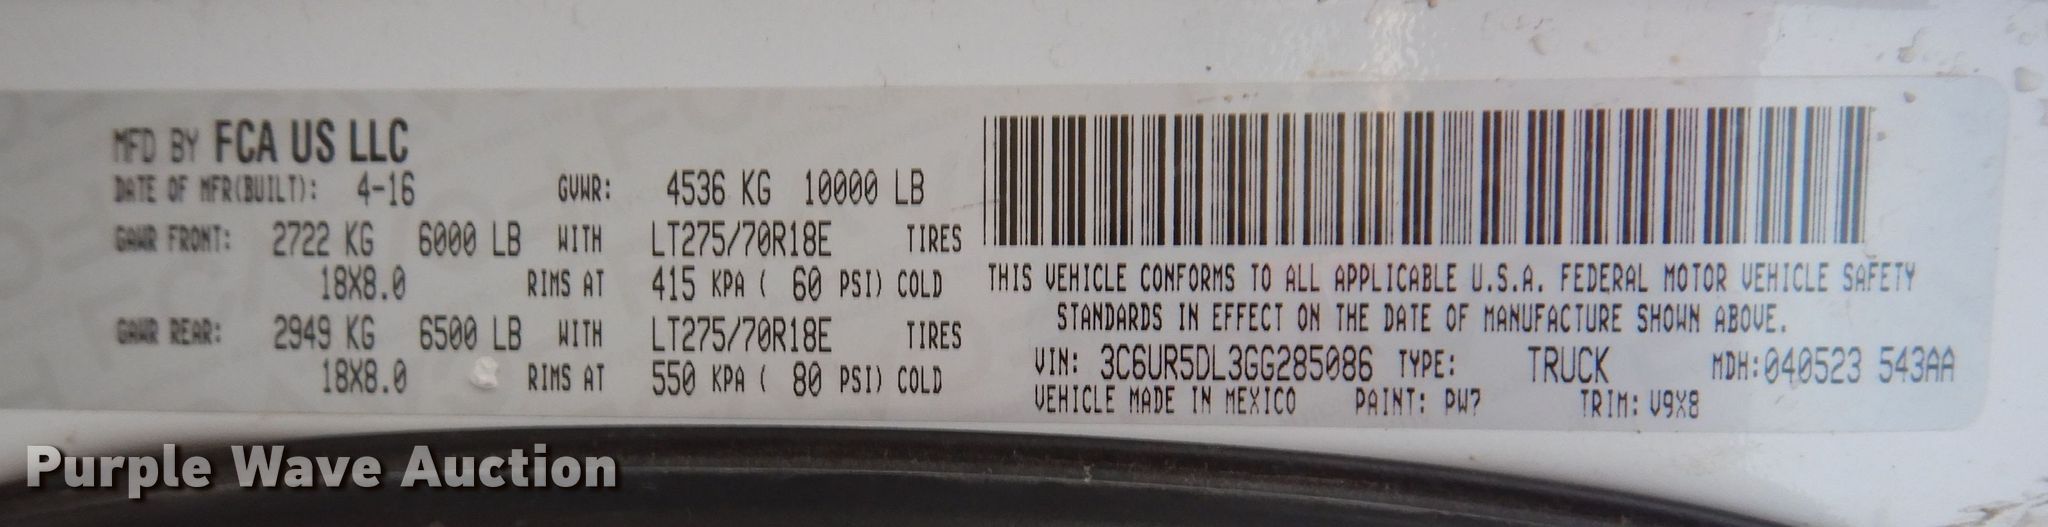 MFD BY FCA US LLC
DATE OF MFR(BUILT): 4-16 GVWR: 4536 KG 10000 LB
GAWR FRONT: 2722 KG 6000 LB WITH LT275/70R18E TIRES
18X8.0 RIMS AT 415 KPA ( 60 PSI) COLD
GAWR REAR: 2949 KG 6500 LB WITH LT275/70R18E TIRES
18X8.0 RIMS AT 550 KPA ( 80 PSI) COLD
THIS VEHICLE CONFORMS TO ALL APPLICABLE U.S.A. FEDERAL MOTOR VEHICLE SAFETY
STANDARDS IN EFFECT ON THE DATE OF MANUFACTURE SHOWN ABOVE.
VIN: 3C6UR5DL3GG285086 TYPE: TRUCK MDH:040523 543AA
VEHICLE MADE IN MEXICO PAINT: PW7 TRIM: V9X8
Purple Wave Auction